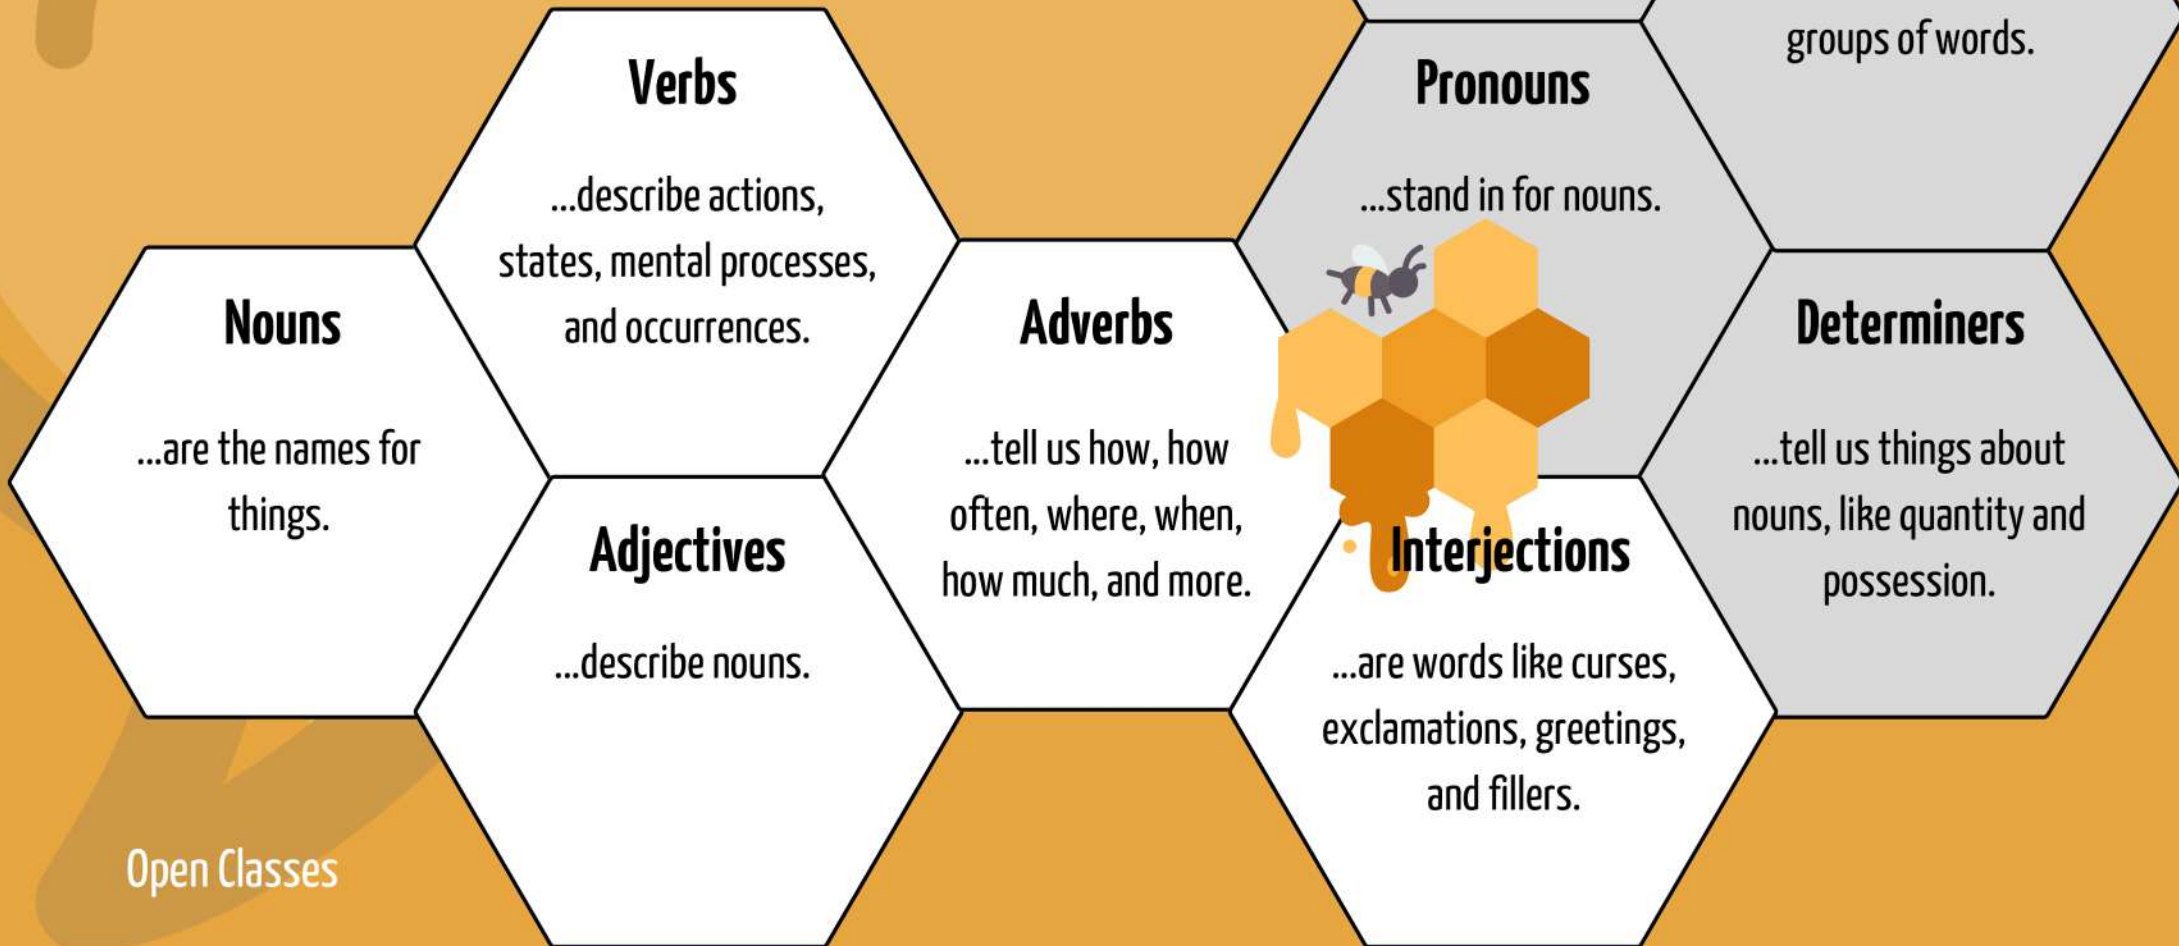 Nouns
...are the names for
things.
Verbs
...describe actions,
states, mental processes,
and occurrences.
Adjectives
...describe nouns.
Adverbs
...tell us how, how
often, where, when,
how much, and more.
Pronouns
...stand in for nouns.
Interjections
...are words like curses,
exclamations, greetings,
and fillers.
groups of words.
Determiners
...tell us things about
nouns, like quantity and
possession.
Open Classes